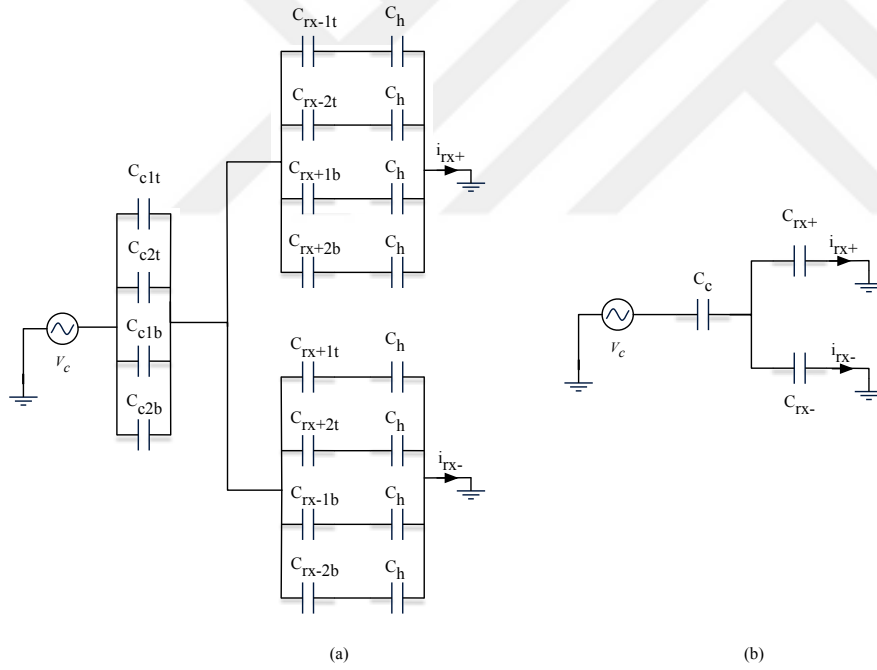 C_rx-1t C_h
C_rx-2t C_h
C_rx+1b C_h
C_rx+2b C_h
i_rx+
C_c1t
C_c2t
C_c1b
C_c2b
V_c
C_rx+1t C_h
C_rx+2t C_h
C_rx-1b C_h
C_rx-2b C_h
i_rx-
(a)
C_rx+
i_rx+
C_c
V_c
i_rx-
C_rx-
(b)